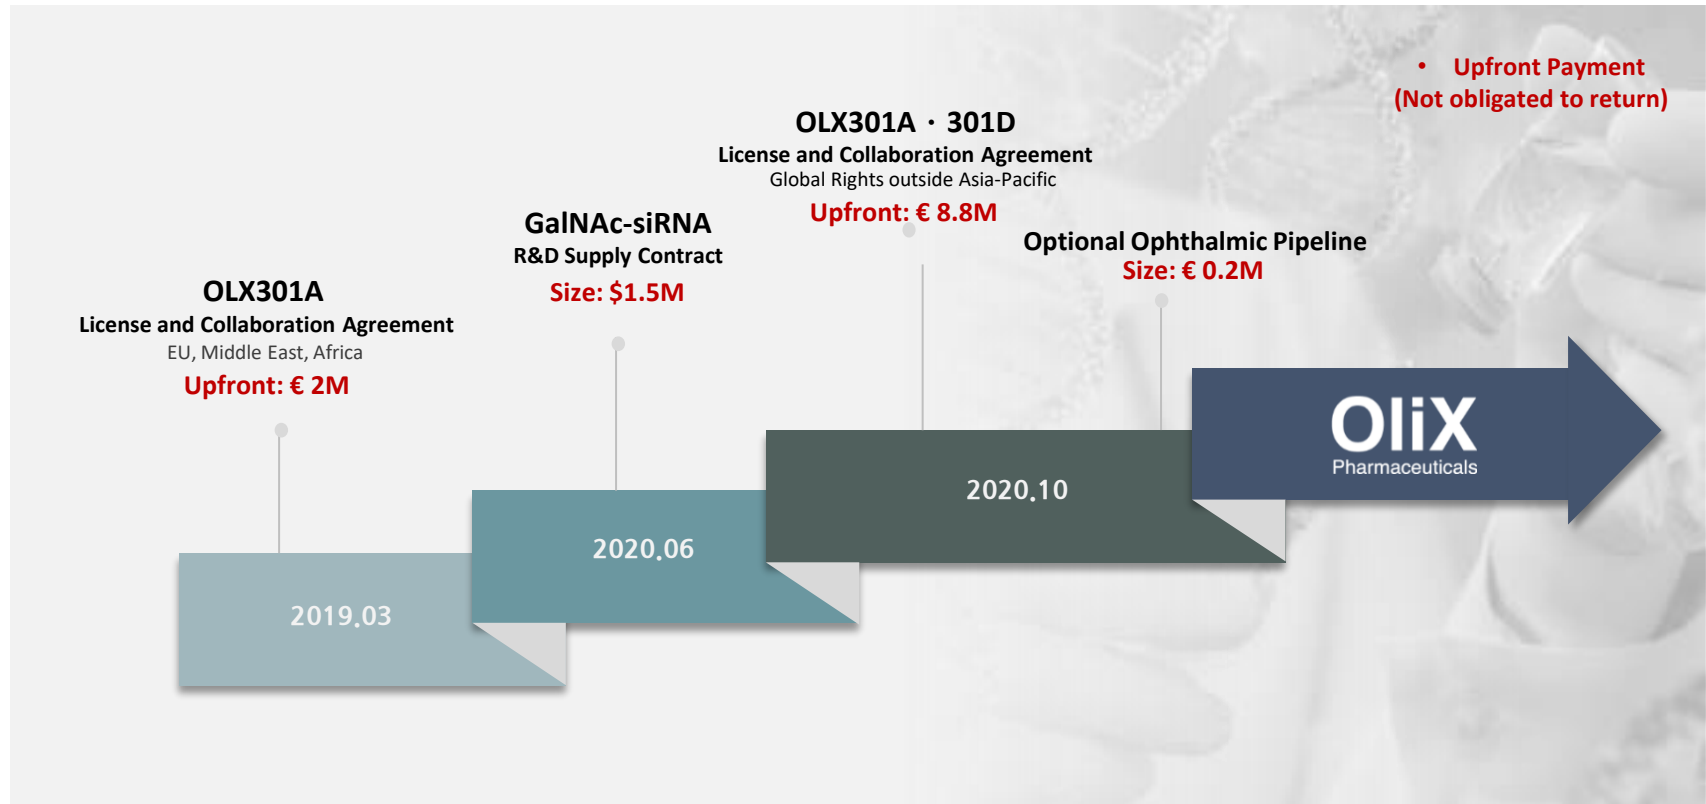 • Upfront Payment
(Not obligated to return)
OLX301A · 301D
License and Collaboration Agreement
Global Rights outside Asia-Pacific
Upfront: € 8.8M
GalNAc-siRNA
R&D Supply Contract
Size: $1.5M
Optional Ophthalmic Pipeline
Size: € 0.2M
OLX301A
License and Collaboration Agreement
EU, Middle East, Africa
Upfront: € 2M
OliX
Pharmaceuticals
2020.10
2020.06
2019.03